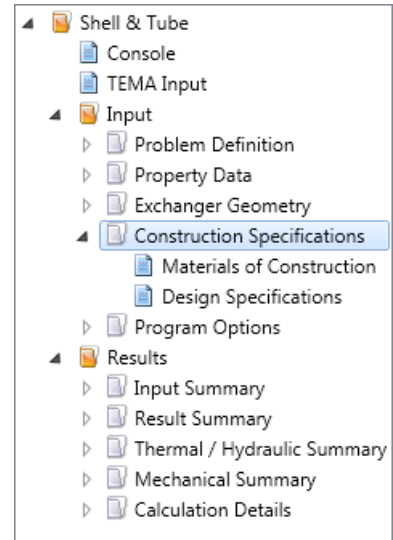 Shell & Tube
Console
TEMA Input
Input
Problem Definition
Property Data
Exchanger Geometry
Construction Specifications
Materials of Construction
Design Specifications
Program Options
Results
Input Summary
Result Summary
Thermal / Hydraulic Summary
Mechanical Summary
Calculation Details